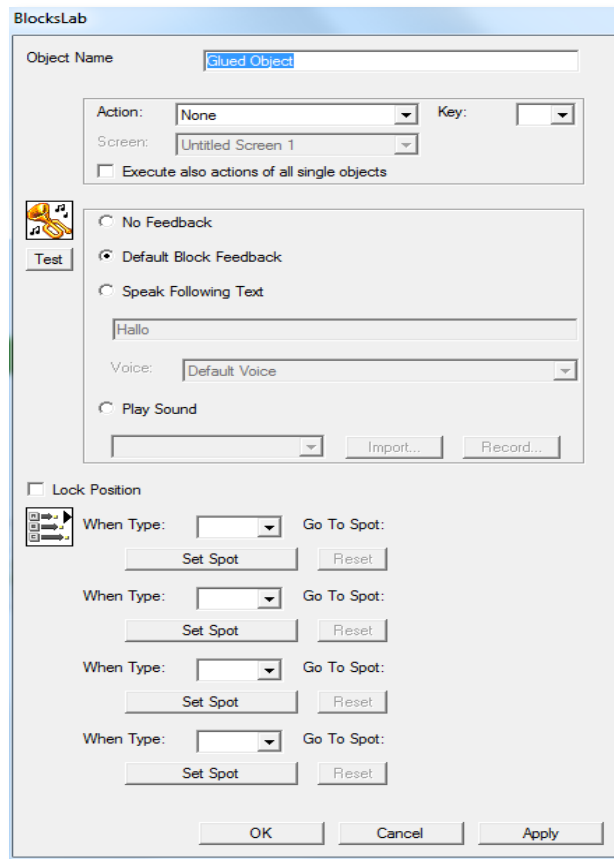 BlocksLab
Object Name Glued Object
Action: None Key:
Screen: Untitled Screen 1
Execute also actions of all single objects
No Feedback
Test Default Block Feedback
Speak Following Text
Hallo
Voice: Default Voice
Play Sound
Import... Record...
Lock Position
When Type: Go To Spot:
Set Spot Reset
When Type: Go To Spot:
Set Spot Reset
When Type: Go To Spot:
Set Spot Reset
When Type: Go To Spot:
Set Spot Reset
OK Cancel Apply